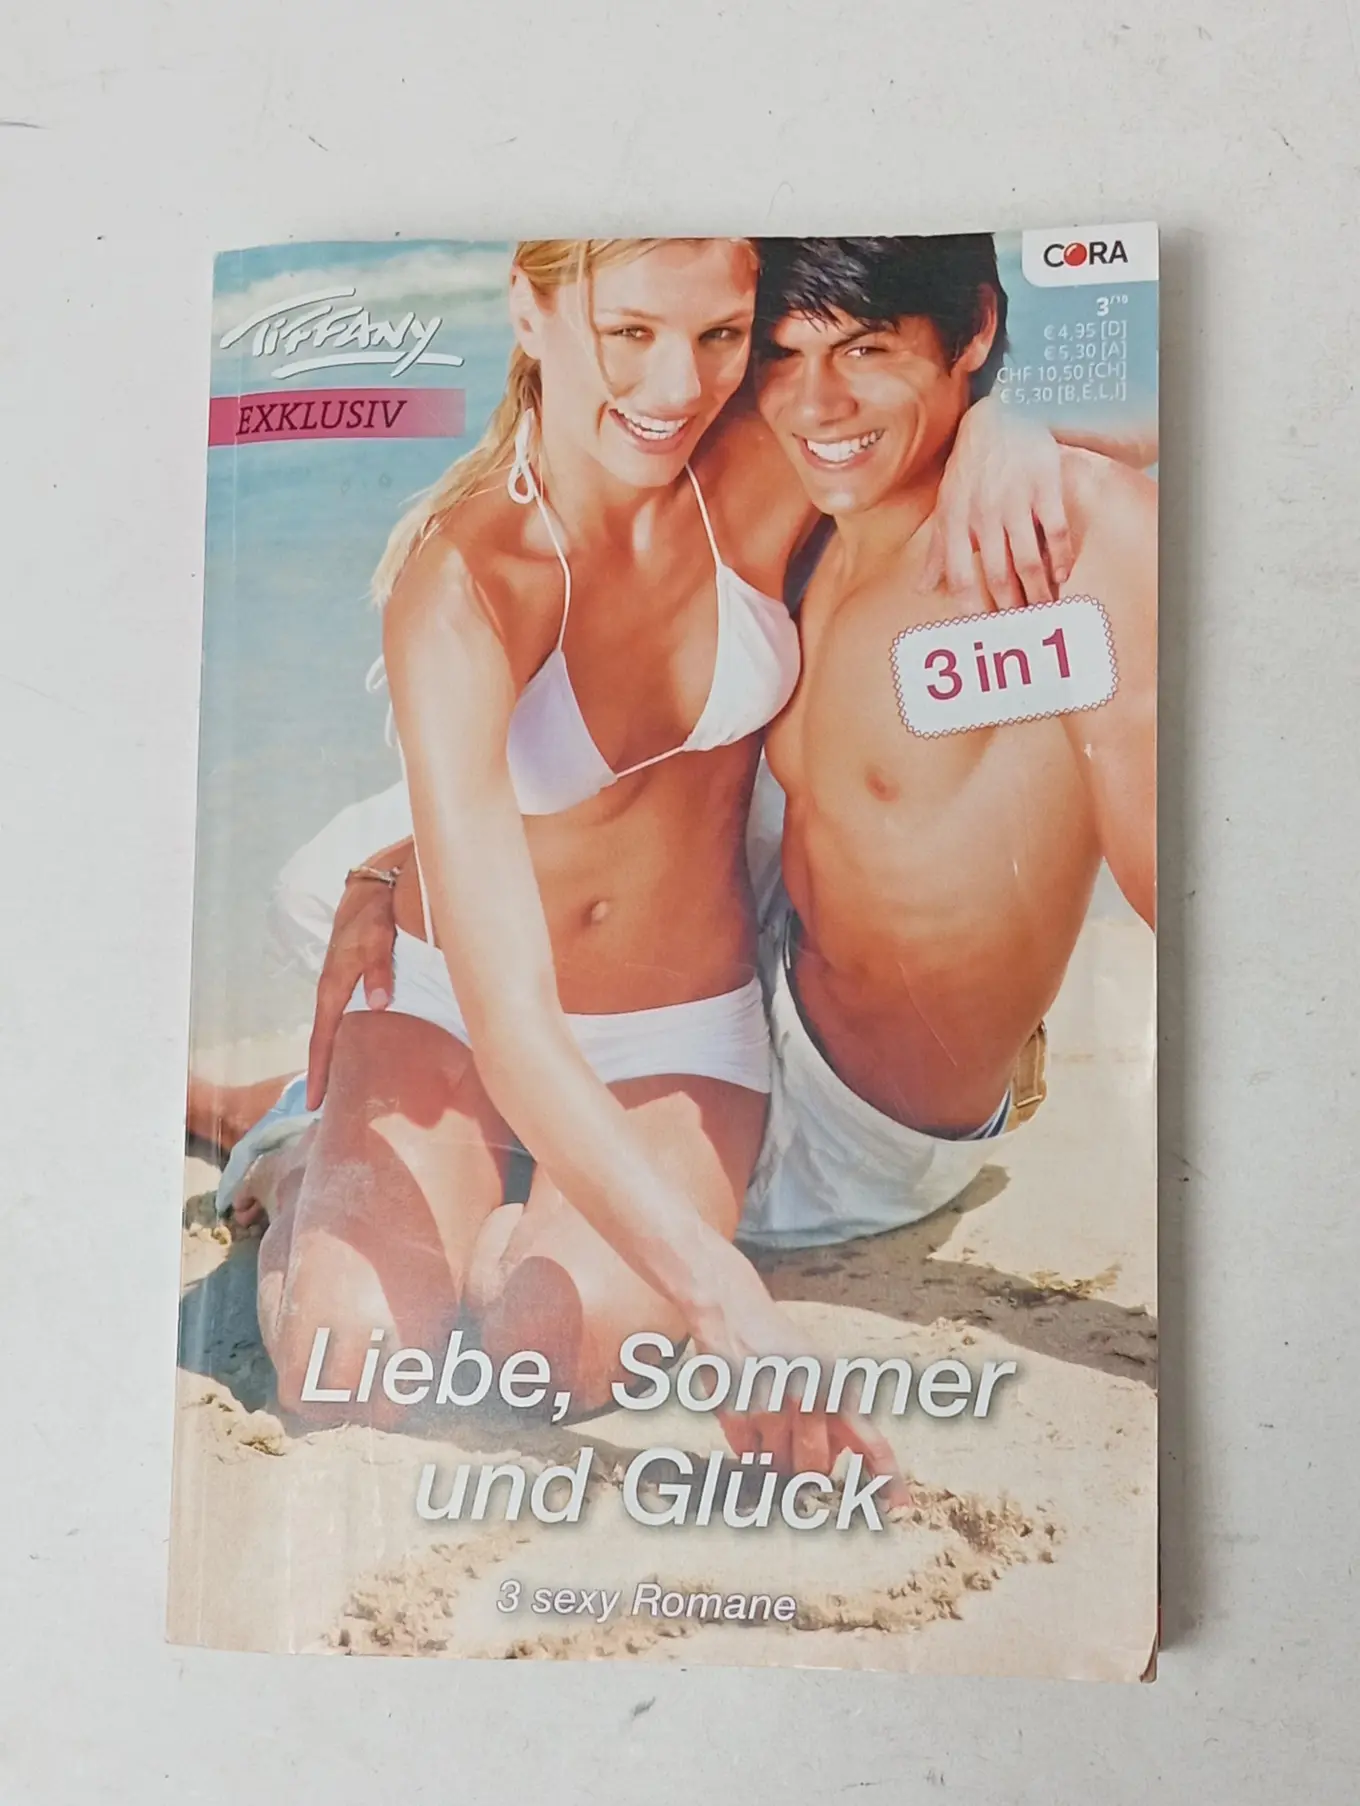 CORA
TIFFANY
EXKLUSIV
3/10
€ 4,95 [D]
€ 5,30 [A]
CHF 10,50 [CH]
€ 5,30 [B,E,L,I]
3 in 1
Liebe, Sommer
und Glück
3 sexy Romane